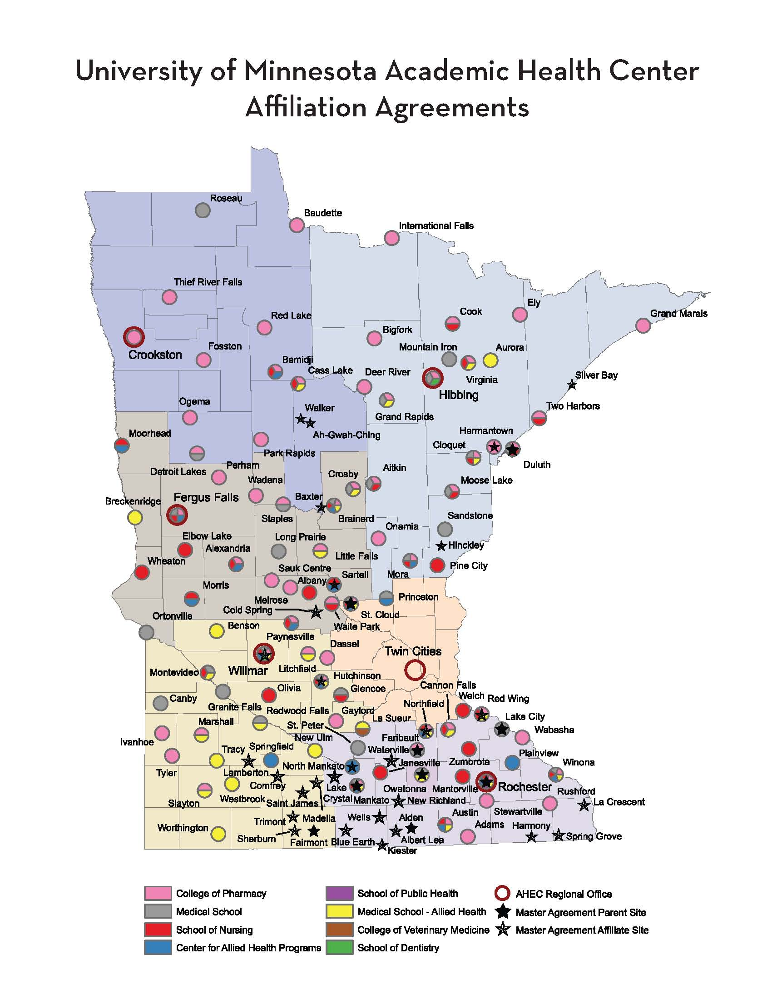 University of Minnesota Academic Health Center
Affiliation Agreements
Roseau
Baudette
International Falls
Thief River Falls
Ely
Cook
Grand Marais
Red Lake
Bigfork
Fosston
Mountain Iron
Aurora
Crookston
Bemidji
Cass Lake
Deer River
Silver Bay
Virginia
Hibbing
Ogema
Walker
Two Harbors
Grand Rapids
Moorhead
Hermantown
Ah-Gwah-Ching
Cloquet
Park Rapids
Perham
Duluth
Detroit Lakes
Aitkin
Crosby
Wadena
Moose Lake
Fergus Falls
Baxter
Breckenridge
Sandstone
Staples
Brainerd
Onamia
Elbow Lake
Long Prairie
Hinckley
Alexandria
Little Falls
Wheaton
Pine City
Sauk Centre
Sartell
Mora
Albany
Morris
Princeton
Melrose
Cold Spring
St. Cloud
Ortonville
Benson
Waite Park
Paynesville
Dassel
Twin Cities
Litchfield
Willmar
Montevideo
Hutchinson
Cannon Falls
Olivia
Glencoe
Welch
Red Wing
Canby
Northfield
Granite Falls
Redwood Falls
Gaylord
Le Sueur
Lake City
Marshall
St. Peter
Wabasha
Ivanhoe
New Ulm
Faribault
Springfield
Tracy
Waterville
Plainview
Zumbrota
Janesville
Winona
North Mankato
Tyler
Lamberton
Comfrey
Lake
Crystal
Owatonna
Mantorville
Rochester
Rushford
Westbrook
Slayton
Saint James
Mankato
New Richland
La Crescent
Austin
Stewartville
Trimont
Madelia
Wells
Alden
Worthington
Adams
Harmony
Sherburn
Fairmont
Blue Earth
Albert Lea
Spring Grove
Kiester
College of Pharmacy
Medical School
School of Nursing
Center for Allied Health Programs
School of Public Health
Medical School - Allied Health
College of Veterinary Medicine
School of Dentistry
AHEC Regional Office
Master Agreement Parent Site
Master Agreement Affiliate Site